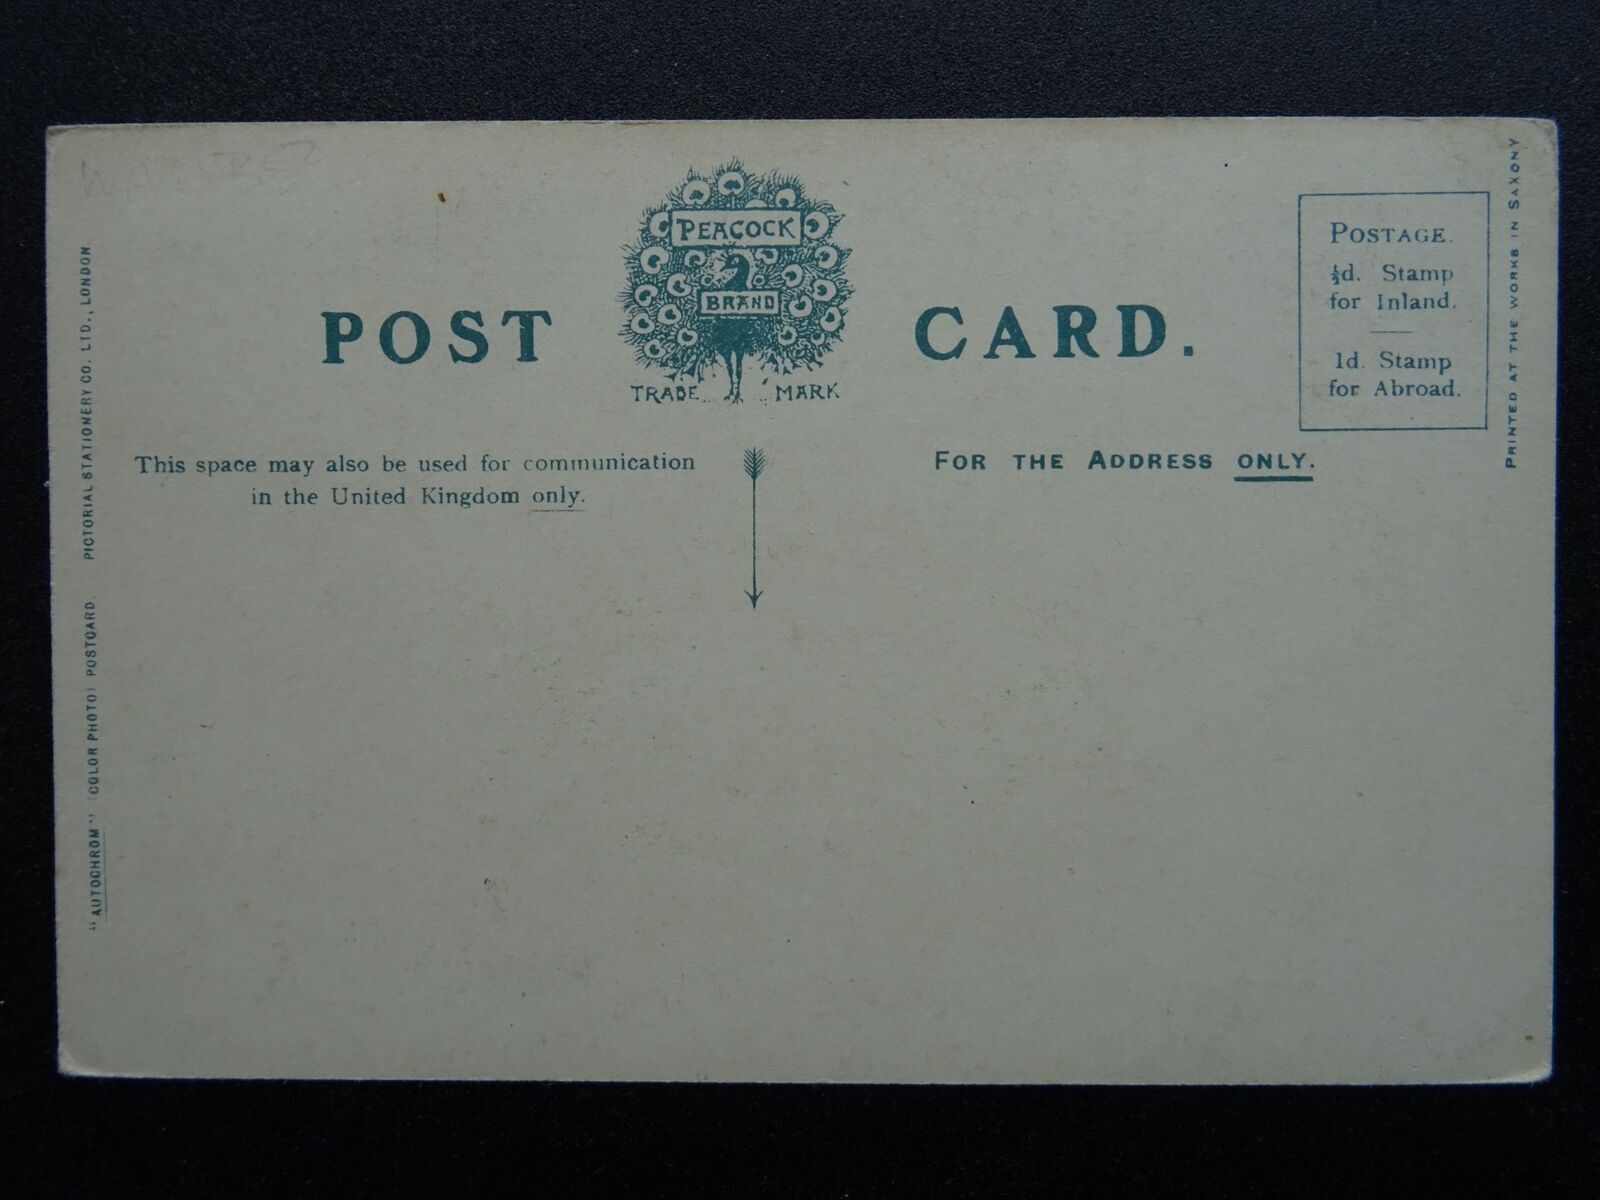 PEACOCK
BRAND
TRADE MARK
POST CARD.
This space may also be used for communication
in the United Kingdom only.
FOR THE ADDRESS ONLY.
POSTAGE.
½d. Stamp
for Inland.
1d. Stamp
for Abroad.
PRINTED AT THE WORKS IN SAXONY
"AUTOCHROM" (COLOR PHOTO) POSTCARD. PICTORIAL STATIONERY CO. LTD., LONDON